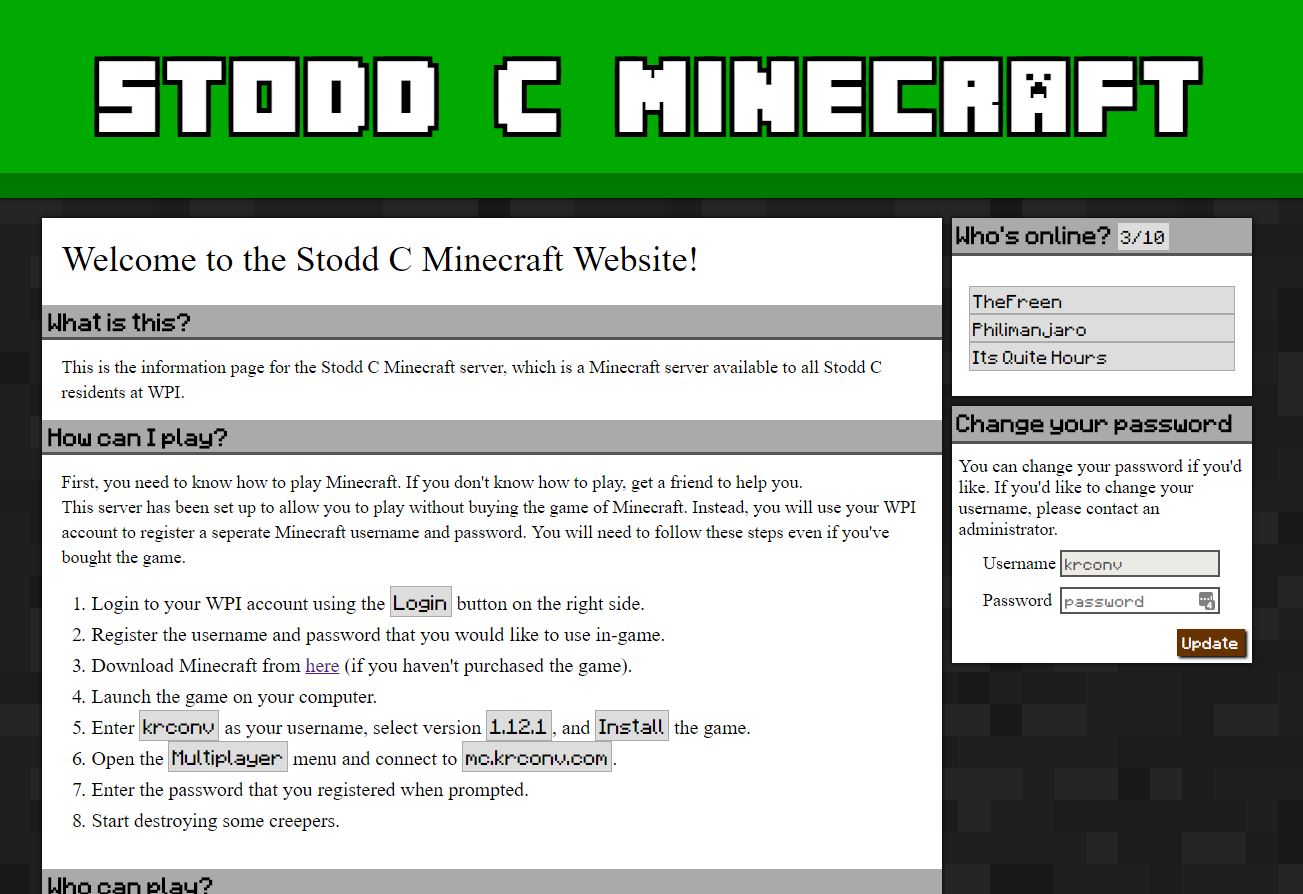 STODD C MINECRAFT
Welcome to the Stodd C Minecraft Website!
What is this?
This is the information page for the Stodd C Minecraft server, which is a Minecraft server available to all Stodd C
residents at WPI.
How can I play?
First, you need to know how to play Minecraft. If you don't know how to play, get a friend to help you.
This server has been set up to allow you to play without buying the game of Minecraft. Instead, you will use your WPI
account to register a seperate Minecraft username and password. You will need to follow these steps even if you've
bought the game.
1. Login to your WPI account using the Login button on the right side.
2. Register the username and password that you would like to use in-game.
3. Download Minecraft from here (if you haven't purchased the game).
4. Launch the game on your computer.
5. Enter krconv as your username, select version 1.12.1, and Install the game.
6. Open the Multiplayer menu and connect to mc.krconv.com.
7. Enter the password that you registered when prompted.
8. Start destroying some creepers.
Who can play?
Who's online? 3/10
TheFreen
Philimanjaro
Its Quite Hours
Change your password
You can change your password if you'd
like. If you'd like to change your
username, please contact an
administrator.
Username krconv
Password password 4
Update